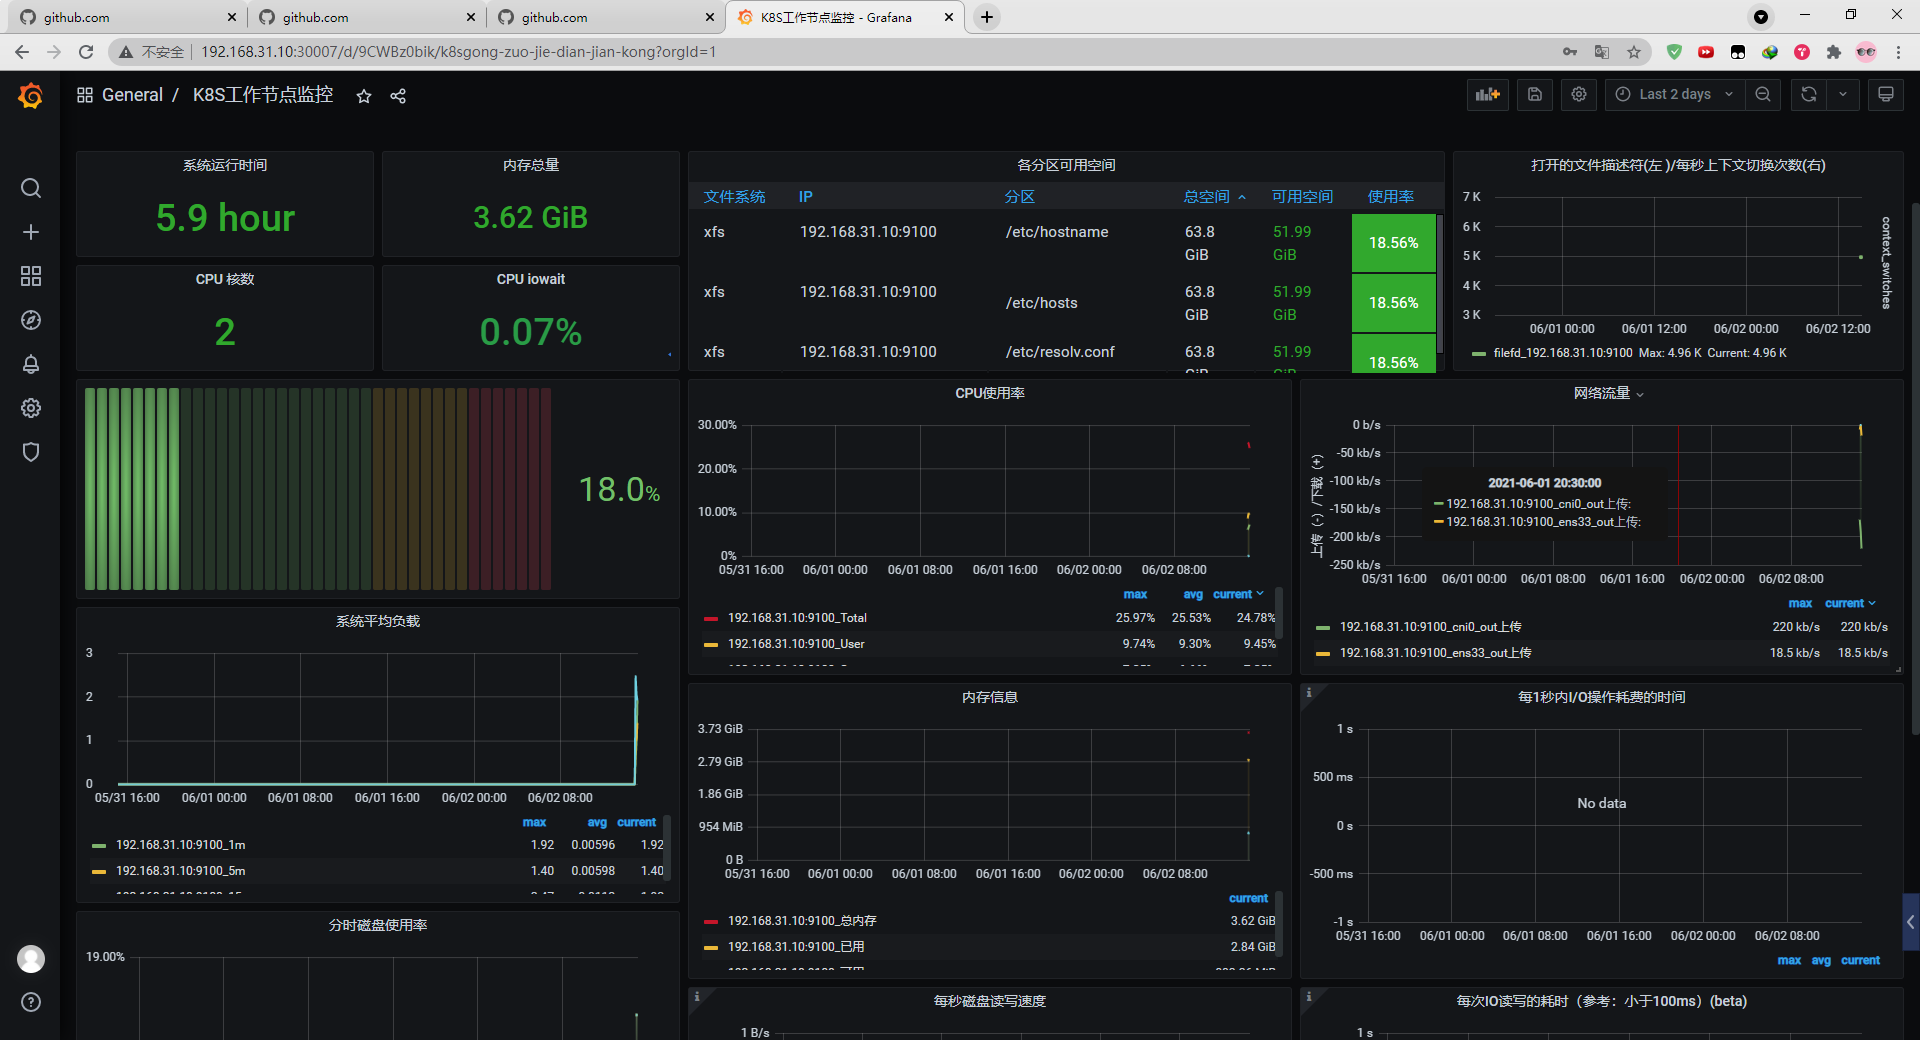 github.com
github.com
github.com
K8S工作节点监控 - Grafana
不安全
192.168.31.10:30007/d/9CWBz0bik/k8sgong-zuo-jie-dian-jian-kong?orgId=1
General / K8S工作节点监控
Last 2 days
系统运行时间
5.9 hour
内存总量
3.62 GiB
CPU 核数
2
CPU iowait
0.07%
各分区可用空间
文件系统 IP 分区 总空间 可用空间 使用率
xfs 192.168.31.10:9100 /etc/hostname 63.8 GiB 51.99 GiB 18.56%
xfs 192.168.31.10:9100 /etc/hosts 63.8 GiB 51.99 GiB 18.56%
xfs 192.168.31.10:9100 /etc/resolv.conf 63.8 51.99 18.56%
打开的文件描述符(左 )/每秒上下文切换次数(右)
7 K
6 K
5 K
4 K
3 K
context_switches
06/01 00:00 06/01 12:00 06/02 00:00 06/02 12:00
filefd_192.168.31.10:9100 Max: 4.96 K Current: 4.96 K
18.0%
CPU使用率
30.00%
20.00%
10.00%
0%
05/31 16:00 06/01 00:00 06/01 08:00 06/01 16:00 06/02 00:00 06/02 08:00
max avg current
192.168.31.10:9100_Total 25.97% 25.53% 24.78%
192.168.31.10:9100_User 9.74% 9.30% 9.45%
网络流量
上传（-）/下载（+）
0 b/s
-50 kb/s
-100 kb/s
-150 kb/s
-200 kb/s
-250 kb/s
2021-06-01 20:30:00
192.168.31.10:9100_cni0_out上传:
192.168.31.10:9100_ens33_out上传:
05/31 16:00 06/01 00:00 06/01 08:00 06/01 16:00 06/02 00:00 06/02 08:00
max current
192.168.31.10:9100_cni0_out上传 220 kb/s 220 kb/s
192.168.31.10:9100_ens33_out上传 18.5 kb/s 18.5 kb/s
系统平均负载
3
2
1
0
05/31 16:00 06/01 00:00 06/01 08:00 06/01 16:00 06/02 00:00 06/02 08:00
max avg current
192.168.31.10:9100_1m 1.92 0.00596 1.92
192.168.31.10:9100_5m 1.40 0.00598 1.40
内存信息
3.73 GiB
2.79 GiB
1.86 GiB
954 MiB
0 B
05/31 16:00 06/01 00:00 06/01 08:00 06/01 16:00 06/02 00:00 06/02 08:00
current
192.168.31.10:9100_总内存 3.62 GiB
192.168.31.10:9100_已用 2.84 GiB
每1秒内I/O操作耗费的时间
1 s
500 ms
0 s
-500 ms
-1 s
No data
05/31 16:00 06/01 00:00 06/01 08:00 06/01 16:00 06/02 00:00 06/02 08:00
max avg current
分时磁盘使用率
19.00%
每秒磁盘读写速度
1 B/s
每次IO读写的耗时（参考：小于100ms）(beta)
1 s